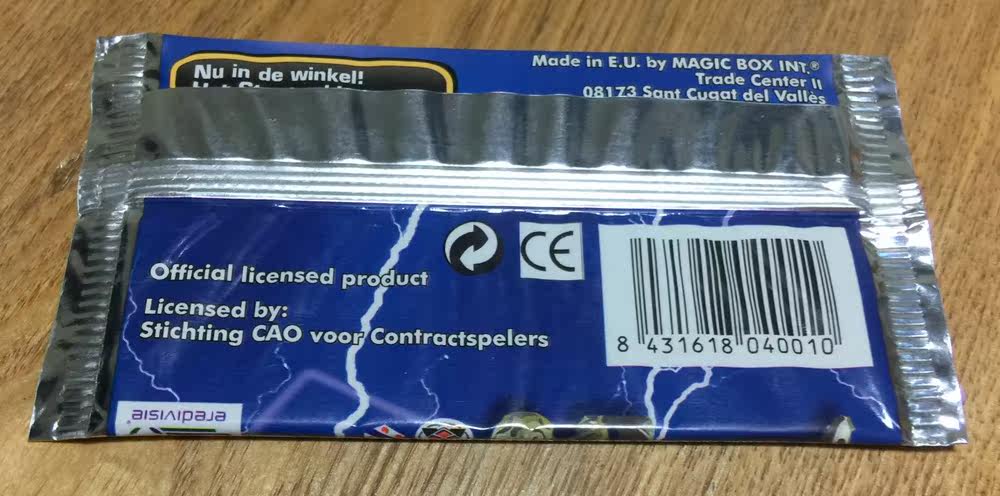 Nu in de winkel!
Made in E.U. by MAGIC BOX INT.®
Trade Center II
08173 Sant Cugat del Vallès
CE
Official licensed product
Licensed by:
Stichting CAO voor Contractspelers
8 431618 040010
eredivisie